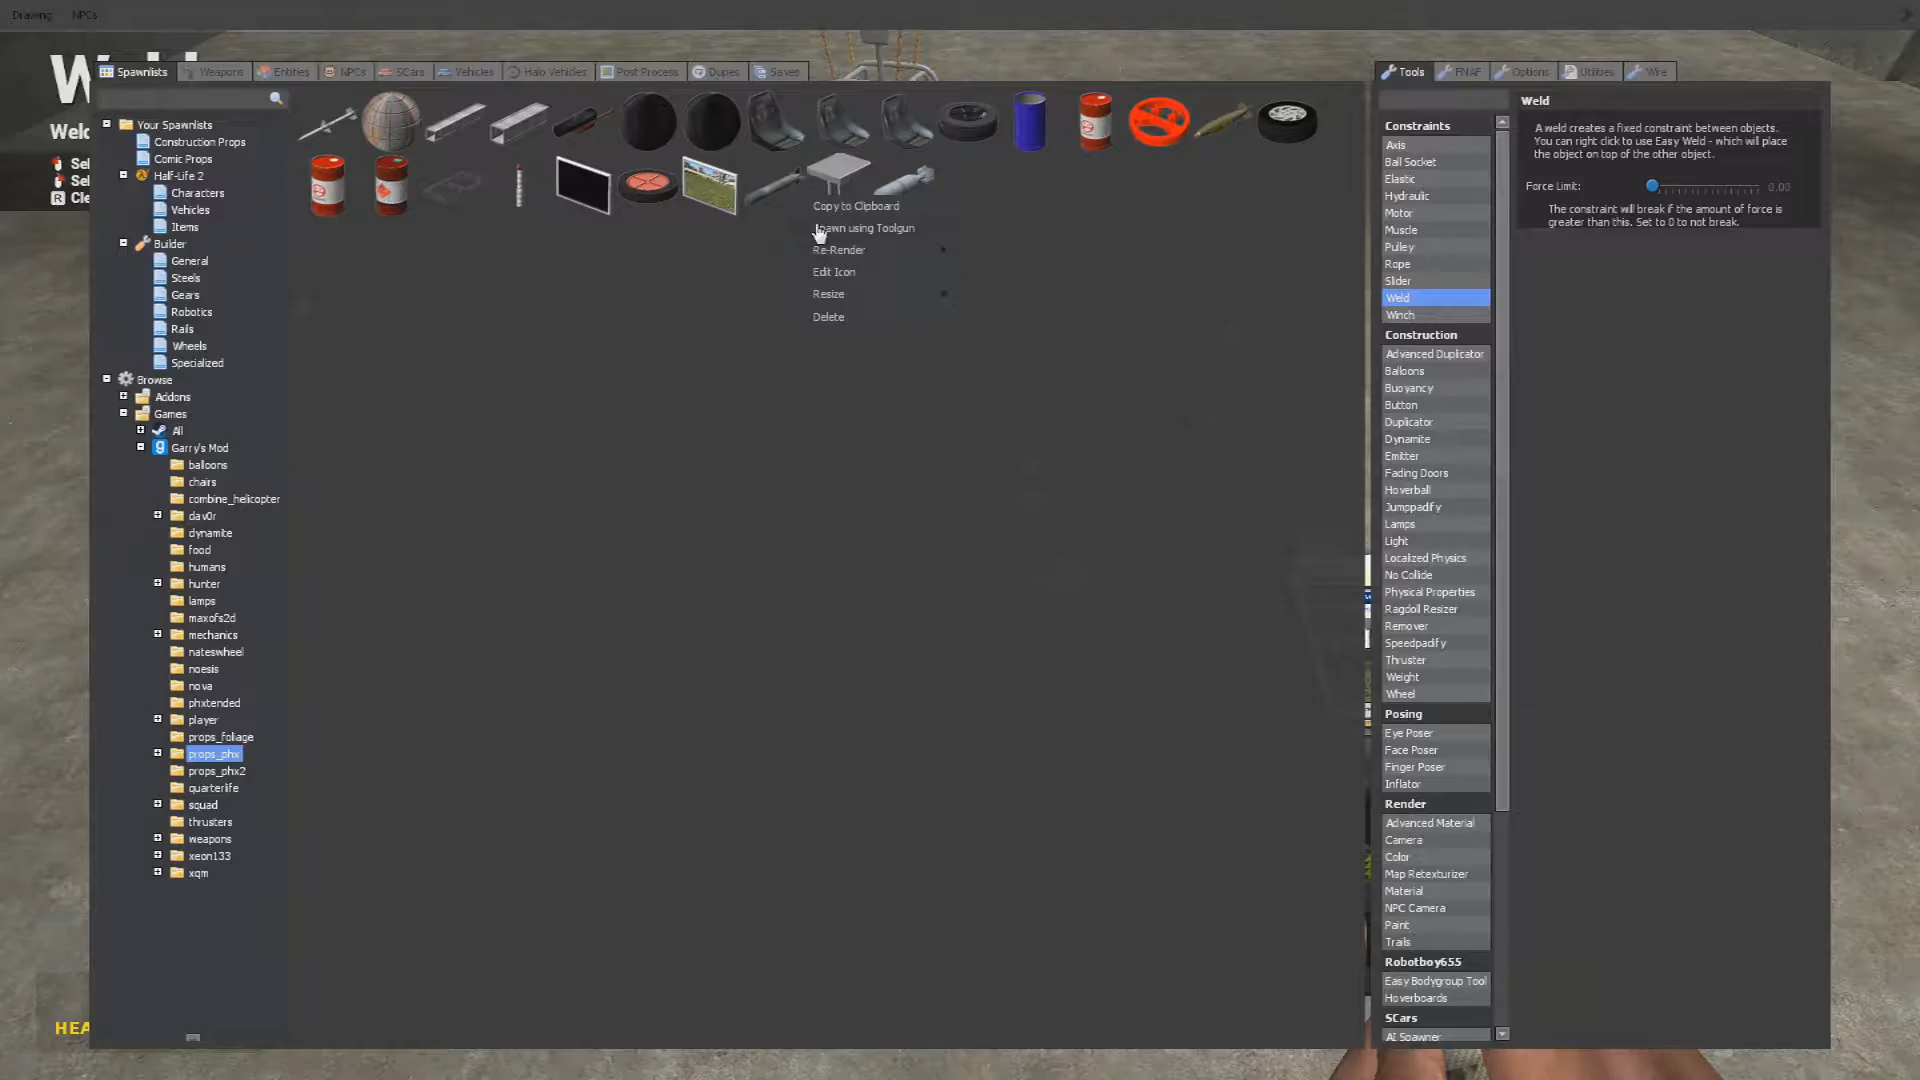 Drawing NPCs
Weld
Spawnlists Weapons Entities NPCs SCars Vehicles Halo Vehicles Post Process Dupes Saves
Your Spawnlists
Construction Props
Comic Props
Half-Life 2
Characters
Vehicles
Items
Builder
General
Steels
Gears
Robotics
Rails
Wheels
Specialized
Browse
Addons
Games
All
Garry's Mod
balloons
chairs
combine_helicopter
dav0r
dynamite
food
humans
hunter
lamps
maxofs2d
mechanics
nateswheel
noesis
nova
phxtended
player
props_foliage
props_phx
props_phx2
quarterlife
squad
thrusters
weapons
xeon133
xqm
Copy to Clipboard
Spawn using Toolgun
Re-Render
Edit Icon
Resize
Delete
Tools FNAF Options Utilities Wire
Constraints
Axis
Ball Socket
Elastic
Hydraulic
Motor
Muscle
Pulley
Rope
Slider
Weld
Winch
Construction
Advanced Duplicator
Balloons
Buoyancy
Button
Duplicator
Dynamite
Emitter
Fading Doors
Hoverball
Jumppadify
Lamps
Light
Localized Physics
No Collide
Physical Properties
Ragdoll Resizer
Remover
Speedpadify
Thruster
Weight
Wheel
Posing
Eye Poser
Face Poser
Finger Poser
Inflator
Render
Advanced Material
Camera
Color
Map Retexturizer
Material
NPC Camera
Paint
Trails
Robotboy655
Easy Bodygroup Tool
Hoverboards
SCars
AI Spawner
Weld
A weld creates a fixed constraint between objects.
You can right click to use Easy Weld - which will place
the object on top of the other object.
Force Limit: 0.00
The constraint will break if the amount of force is
greater than this. Set to 0 to not break.
Sel
Sel
R Cle
HEA